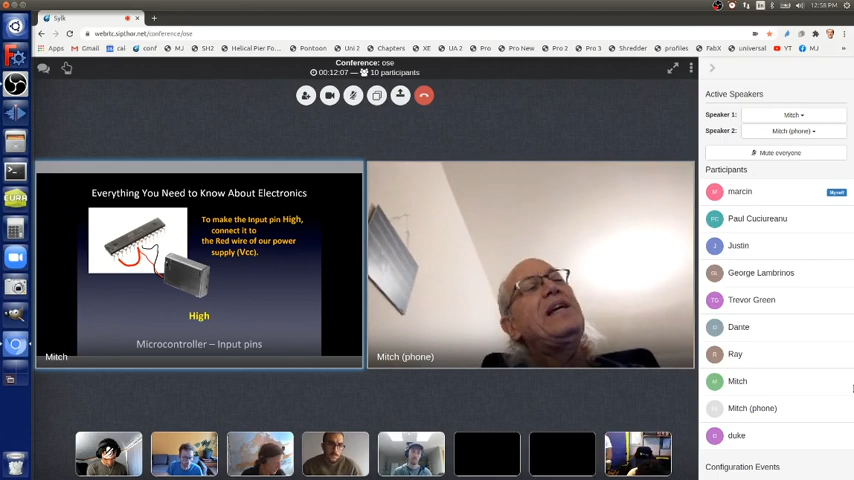 12:58 PM
Sylk
webrtc.sipthor.net/conference/ose
Apps
Gmail
cal
conf
MJ
SH2
Helical Pier Fo...
Pontoon
Uni 2
Chapters
XE
UA 2
Pro
Pro New
Pro 2
Pro 3
Shredder
profiles
FabX
universal
YT
MJ
Conference: ose
00:12:07 — 10 participants
Everything You Need to Know About Electronics
To make the Input pin High,
connect it to
the Red wire of our power
supply (Vcc).
High
Microcontroller – Input pins
Mitch
Mitch (phone)
Active Speakers
Speaker 1:
Mitch
Speaker 2:
Mitch (phone)
Mute everyone
Participants
marcin
Myself
PC
Paul Cuciureanu
J
Justin
GL
George Lambrinos
TG
Trevor Green
D
Dante
R
Ray
M
Mitch
Mitch (phone)
D
duke
Configuration Events